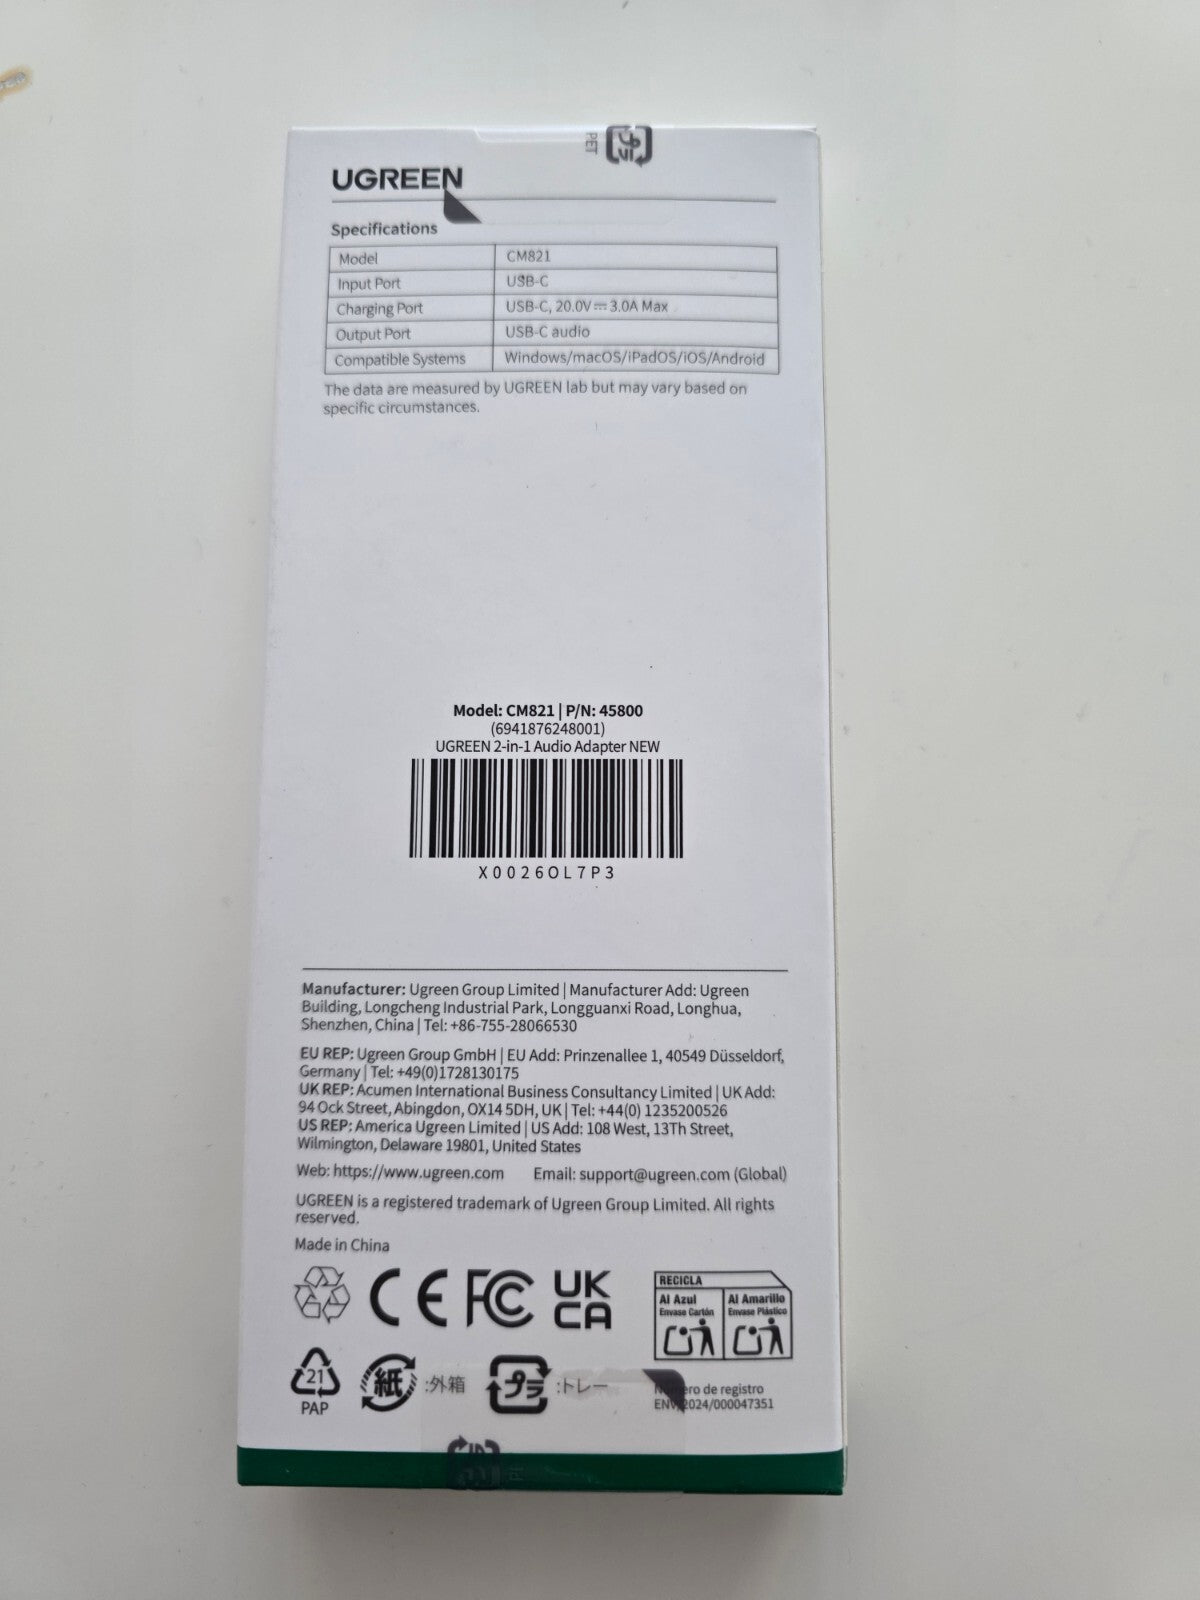 PET
UGREEN
Specifications
Model CM821
Input Port USB-C
Charging Port USB-C, 20.0V⎓3.0A Max
Output Port USB-C audio
Compatible Systems Windows/macOS/iPadOS/iOS/Android
The data are measured by UGREEN lab but may vary based on
specific circumstances.
Model: CM821 | P/N: 45800
(6941876248001)
UGREEN 2-in-1 Audio Adapter NEW
X0026OL7P3
Manufacturer: Ugreen Group Limited | Manufacturer Add: Ugreen
Building, Longcheng Industrial Park, Longguanxi Road, Longhua,
Shenzhen, China | Tel: +86-755-28066530
EU REP: Ugreen Group GmbH | EU Add: Prinzenallee 1, 40549 Düsseldorf,
Germany | Tel: +49(0)1728130175
UK REP: Acumen International Business Consultancy Limited | UK Add:
94 Ock Street, Abingdon, OX14 5DH, UK | Tel: +44(0) 1235200526
US REP: America Ugreen Limited | US Add: 108 West, 13Th Street,
Wilmington, Delaware 19801, United States
Web: https://www.ugreen.com Email: support@ugreen.com (Global)
UGREEN is a registered trademark of Ugreen Group Limited. All rights
reserved.
Made in China
CE FC UK
CA
RECICLA
Al Azul Al Amarillo
Envase Cartón Envase Plástico
21
PAP
紙 :外箱 プラ :トレー
Número de registro
ENV/2024/000047351